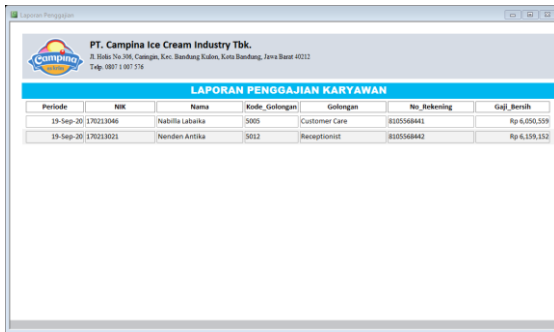 Laporan Penggajian
Campina
PT. Campina Ice Cream Industry Tbk.
Jl. Holis No.308, Caringin, Kec. Bandung Kulon, Kota Bandung, Jawa Barat 40212
Telp. 0807 1 007 576
LAPORAN PENGGAJIAN KARYAWAN
Periode NIK Nama Kode_Golongan Golongan No_Rekening Gaji_Bersih
19-Sep-20 170213046 Nabilla Labaika 5005 Customer Care 8105568441 Rp 6,050,559
19-Sep-20 170213021 Nenden Antika 5012 Receptionist 8105568442 Rp 6,159,152